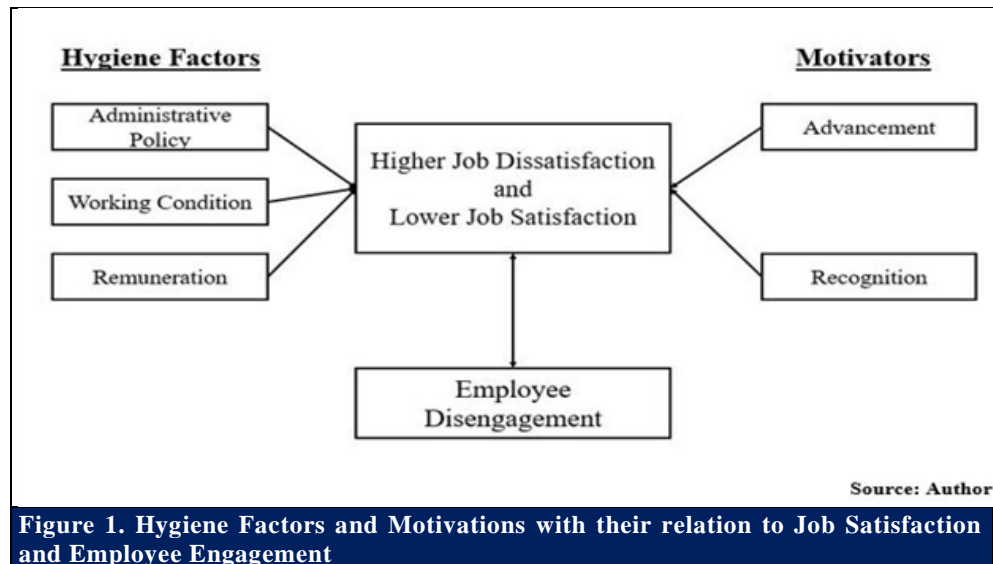 Hygiene Factors
Motivators
Administrative
Policy
Working Condition
Remuneration
Higher Job Dissatisfaction
and
Lower Job Satisfaction
Advancement
Recognition
Employee
Disengagement
Source: Author
Figure 1. Hygiene Factors and Motivations with their relation to Job Satisfaction
and Employee Engagement